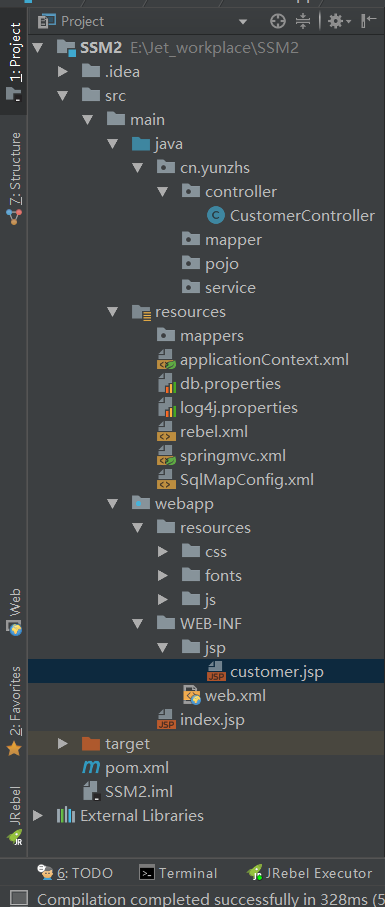 Project
SSM2 E:\Jet_workplace\SSM2
.idea
src
main
java
cn.yunzhs
controller
CustomerController
mapper
pojo
service
resources
mappers
applicationContext.xml
db.properties
log4j.properties
rebel.xml
springmvc.xml
SqlMapConfig.xml
webapp
resources
css
fonts
js
WEB-INF
jsp
customer.jsp
web.xml
index.jsp
target
pom.xml
SSM2.iml
External Libraries
1: Project
7: Structure
Web
2: Favorites
JRebel
6: TODO Terminal JRebel Executor
Compilation completed successfully in 328ms (5